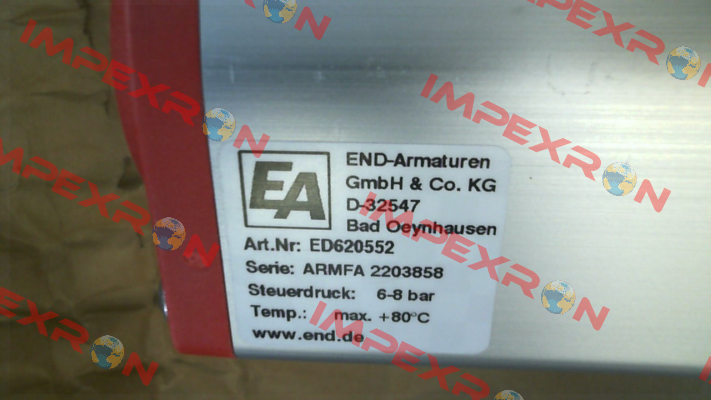 EA
END-Armaturen
GmbH & Co. KG
D-32547
Bad Oeynhausen
Art.Nr: ED620552
Serie: ARMFA 2203858
Steuerdruck: 6-8 bar
Temp.: max. +80°C
www.end.de
IMPEXRON
IMPEXRON
IMPEXRON
IMPEXRON
IMPEXRON
IMPEXRON